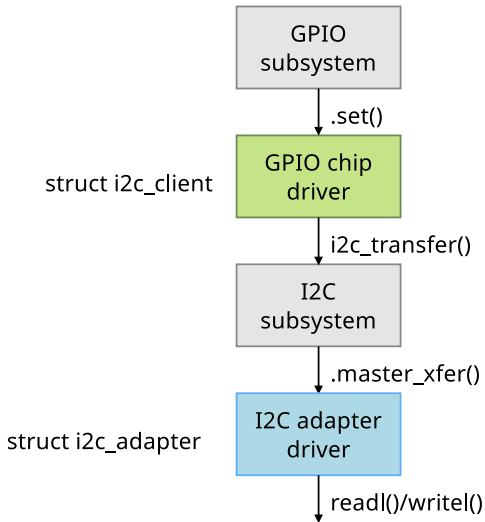 GPIO
subsystem
.set()
GPIO chip
driver
struct i2c_client
i2c_transfer()
I2C
subsystem
.master_xfer()
I2C adapter
driver
struct i2c_adapter
readl()/writel()